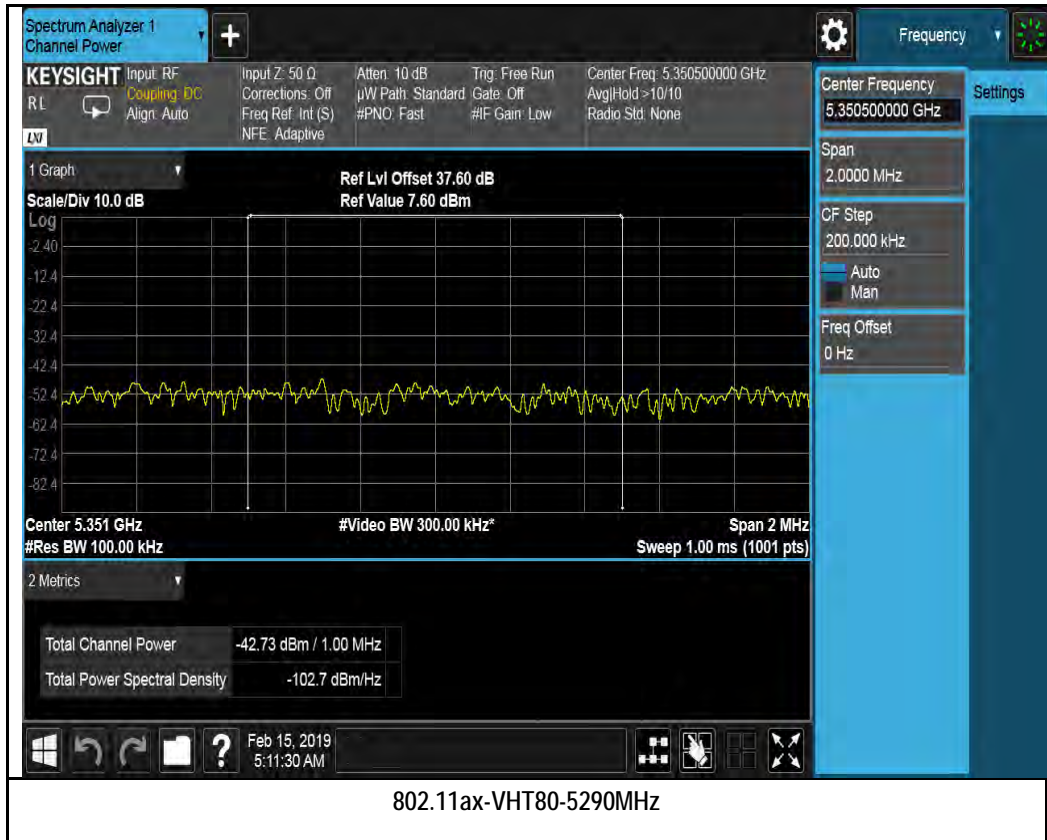 Spectrum Analyzer 1
Channel Power
Frequency
KEYSIGHT
RL
LXI
Input: RF
Coupling: DC
Align: Auto
Input Z: 50 Ω
Corrections: Off
Freq Ref: Int (S)
NFE: Adaptive
Atten: 10 dB
µW Path: Standard
#PNO: Fast
Trig: Free Run
Gate: Off
#IF Gain: Low
Center Freq: 5.350500000 GHz
Avg|Hold >10/10
Radio Std: None
Center Frequency
5.350500000 GHz
Settings
Span
2.0000 MHz
CF Step
200.000 kHz
Auto
Man
Freq Offset
0 Hz
1 Graph
Scale/Div 10.0 dB
Ref Lvl Offset 37.60 dB
Ref Value 7.60 dBm
Log
-2.40
-12.4
-22.4
-32.4
-42.4
-52.4
-62.4
-72.4
-82.4
Center 5.351 GHz
#Video BW 300.00 kHz*
Span 2 MHz
#Res BW 100.00 kHz
Sweep 1.00 ms (1001 pts)
2 Metrics
Total Channel Power -42.73 dBm / 1.00 MHz
Total Power Spectral Density -102.7 dBm/Hz
?
Feb 15, 2019
5:11:30 AM
802.11ax-VHT80-5290MHz